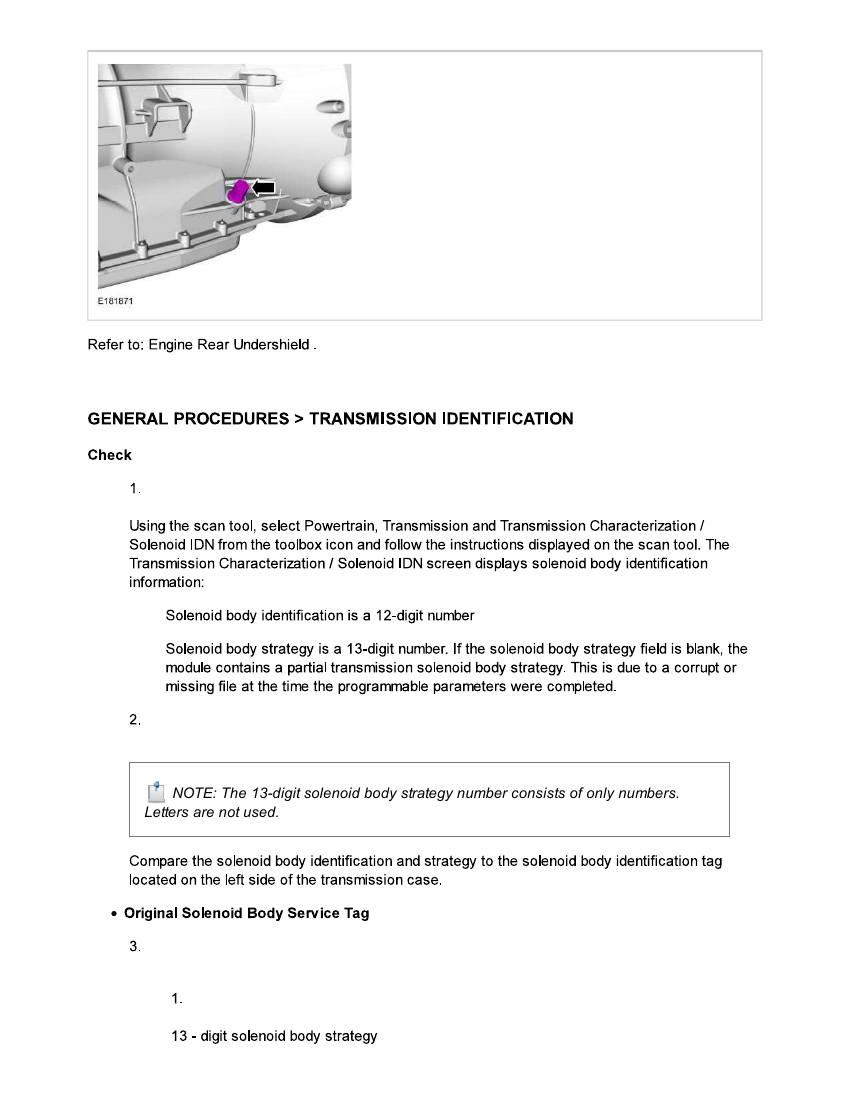 E181871
Refer to: Engine Rear Undershield .
GENERAL PROCEDURES > TRANSMISSION IDENTIFICATION
Check
1.
Using the scan tool, select Powertrain, Transmission and Transmission Characterization /
Solenoid IDN from the toolbox icon and follow the instructions displayed on the scan tool. The
Transmission Characterization / Solenoid IDN screen displays solenoid body identification
information:
Solenoid body identification is a 12-digit number
Solenoid body strategy is a 13-digit number. If the solenoid body strategy field is blank, the
module contains a partial transmission solenoid body strategy. This is due to a corrupt or
missing file at the time the programmable parameters were completed.
2.
NOTE: The 13-digit solenoid body strategy number consists of only numbers.
Letters are not used.
Compare the solenoid body identification and strategy to the solenoid body identification tag
located on the left side of the transmission case.
• Original Solenoid Body Service Tag
3.
1.
13 - digit solenoid body strategy